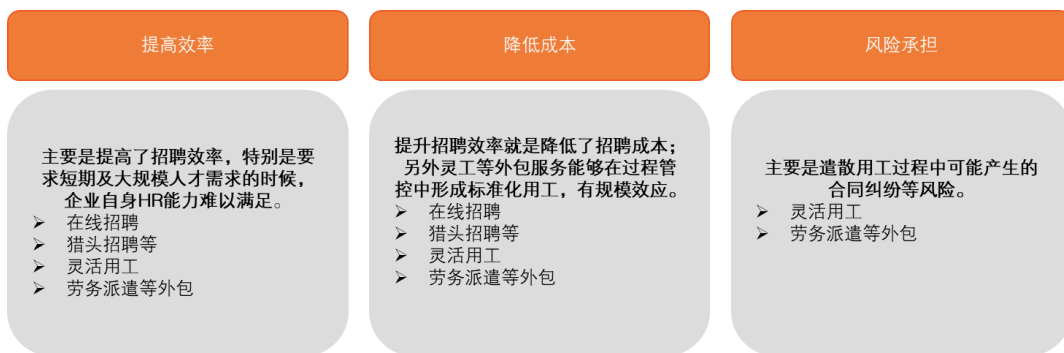 提高效率
主要是提高了招聘效率，特别是要
求短期及大规模人才需求的时候，
企业自身HR能力难以满足。
➢ 在线招聘
➢ 猎头招聘等
➢ 灵活用工
➢ 劳务派遣等外包
降低成本
提升招聘效率就是降低了招聘成本；
另外灵工等外包服务能够在过程管
控中形成标准化用工，有规模效应。
➢ 在线招聘
➢ 猎头招聘等
➢ 灵活用工
➢ 劳务派遣等外包
风险承担
主要是遣散用工过程中可能产生的
合同纠纷等风险。
➢ 灵活用工
➢ 劳务派遣等外包